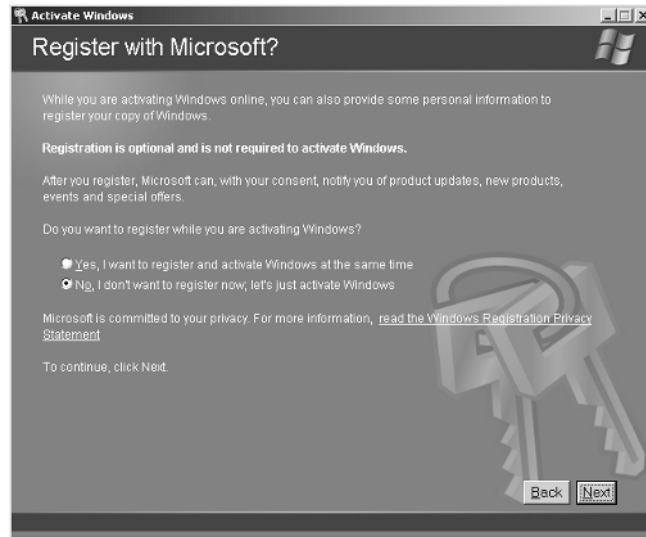 Activate Windows
Register with Microsoft?
While you are activating Windows online, you can also provide some personal information to
register your copy of Windows.
Registration is optional and is not required to activate Windows.
After you register, Microsoft can, with your consent, notify you of product updates, new products,
events and special offers.
Do you want to register while you are activating Windows?
Yes, I want to register and activate Windows at the same time
No, I don't want to register now; let's just activate Windows
Microsoft is committed to your privacy. For more information, read the Windows Registration Privacy
Statement
To continue, click Next.
Back Next